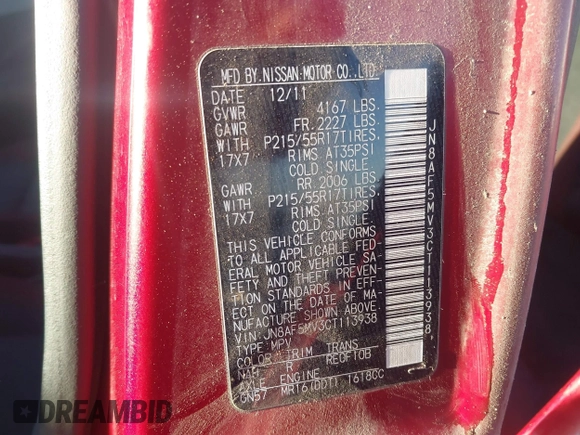 MFD BY.NISSAN MOTOR CO.,LTD
DATE 12/11
GVWR 4167 LBS.
GAWR FR.2227 LBS.
WITH P215/55R17TIRES,
17X7 RIMS AT35PSI
COLD SINGLE.
GAWR RR.2006 LBS
WITH P215/55R17TIRES,
17X7 RIMS AT35PSI
COLD SINGLE.
THIS VEHICLE CONFORMS
TO ALL APPLICABLE FED-
ERAL MOTOR VEHICLE SA-
FETY AND THEFT PREVEN-
TION STANDARDS IN EFF-
ECT ON THE DATE OF MA-
NUFACTURE SHOWN ABOVE.
VIN:JN8AF5MV3CT113938
TYPE:MPV
COLOR TRIM TRANS
NAH R RE0F10B
AXLE ENGINE
GN57 MR16(DDT) 1618CC
JN8AF5MV3CT113938,
DREAMBID